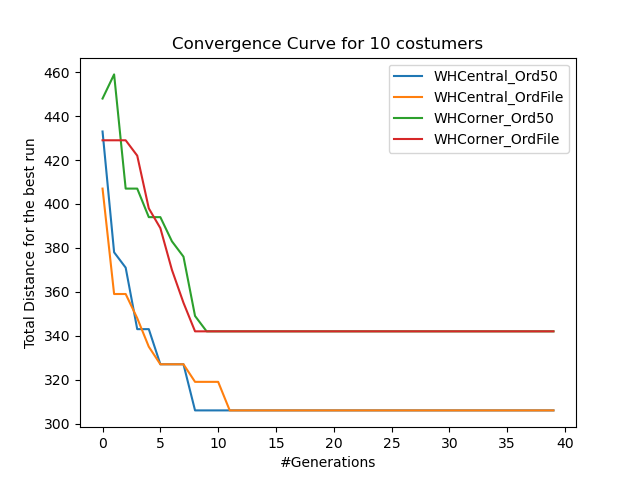 Convergence Curve for 10 costumers
WHCentral_Ord50
WHCentral_OrdFile
WHCorner_Ord50
WHCorner_OrdFile
Total Distance for the best run
460
440
420
400
380
360
340
320
300
0 5 10 15 20 25 30 35 40
#Generations